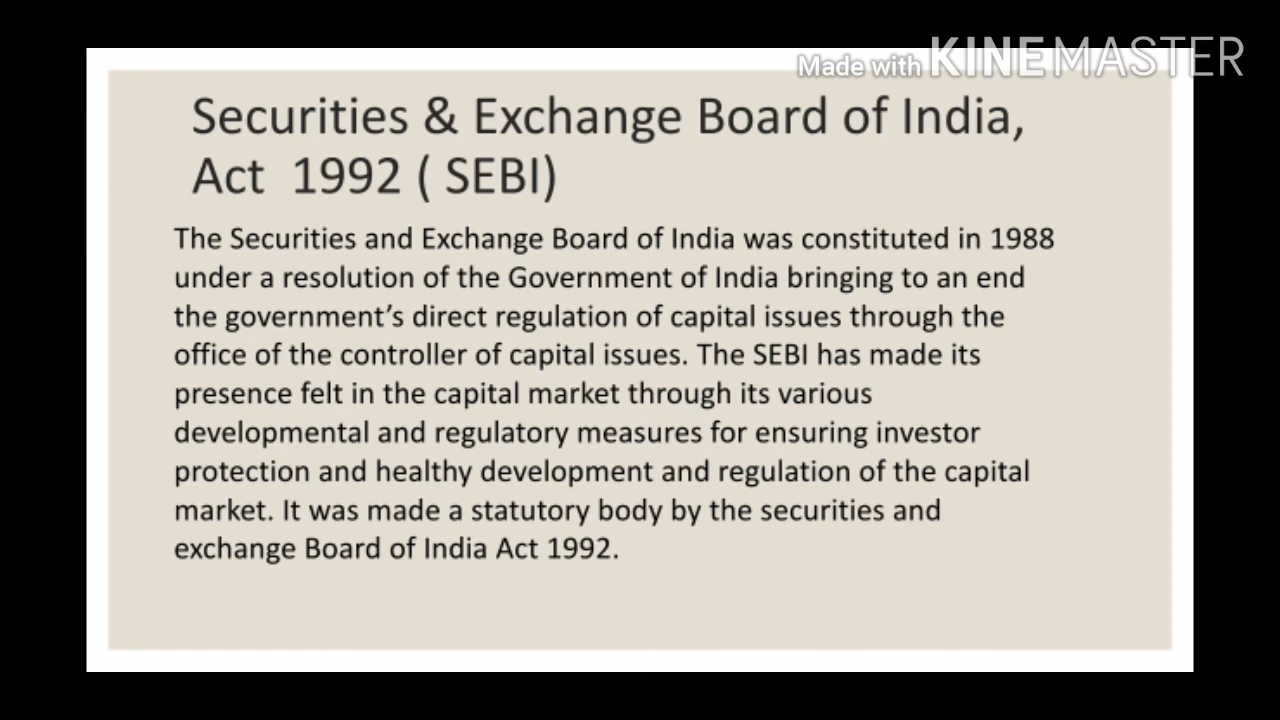 Made with KINEMASTER
Securities & Exchange Board of India,
Act 1992 ( SEBI)
The Securities and Exchange Board of India was constituted in 1988
under a resolution of the Government of India bringing to an end
the government’s direct regulation of capital issues through the
office of the controller of capital issues. The SEBI has made its
presence felt in the capital market through its various
developmental and regulatory measures for ensuring investor
protection and healthy development and regulation of the capital
market. It was made a statutory body by the securities and
exchange Board of India Act 1992.